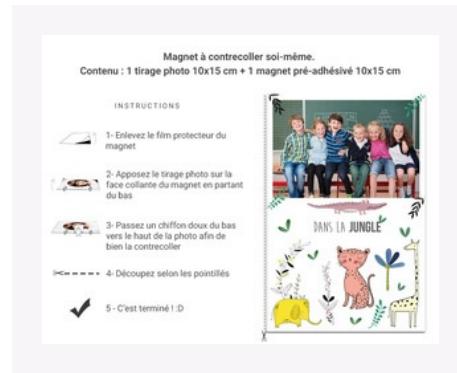 Magnet à contrecoller soi-même.
Contenu : 1 tirage photo 10x15 cm + 1 magnet pré-adhésivé 10x15 cm
INSTRUCTIONS
1- Enlevez le film protecteur du
magnet
2- Apposez le tirage photo sur la
face collante du magnet en partant
du bas
3- Passez un chiffon doux du bas
vers le haut de la photo afin de
bien la contrecoller
4- Découpez selon les pointillés
5 - C'est terminé ! :D
DANS LA JUNGLE